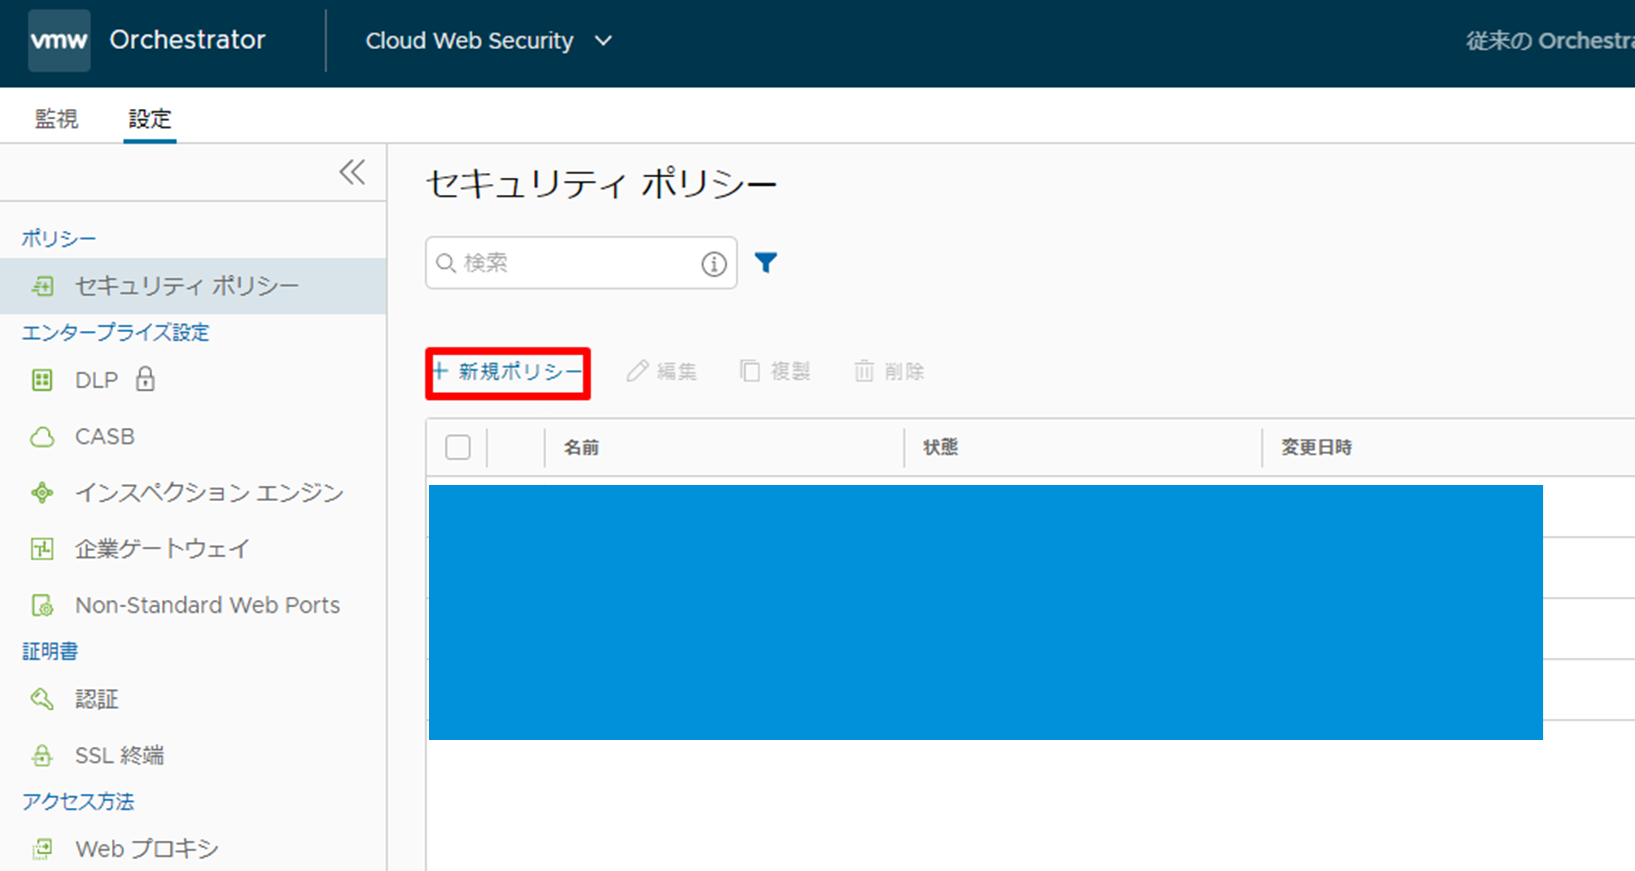 vmw Orchestrator Cloud Web Security 従来の Orchestra
監視 設定
セキュリティ ポリシー
検索
ポリシー
セキュリティ ポリシー
エンタープライズ設定
DLP
CASB
インスペクション エンジン
企業ゲートウェイ
Non-Standard Web Ports
証明書
認証
SSL 終端
アクセス方法
Web プロキシ
+ 新規ポリシー 編集 複製 削除
名前 状態 変更日時